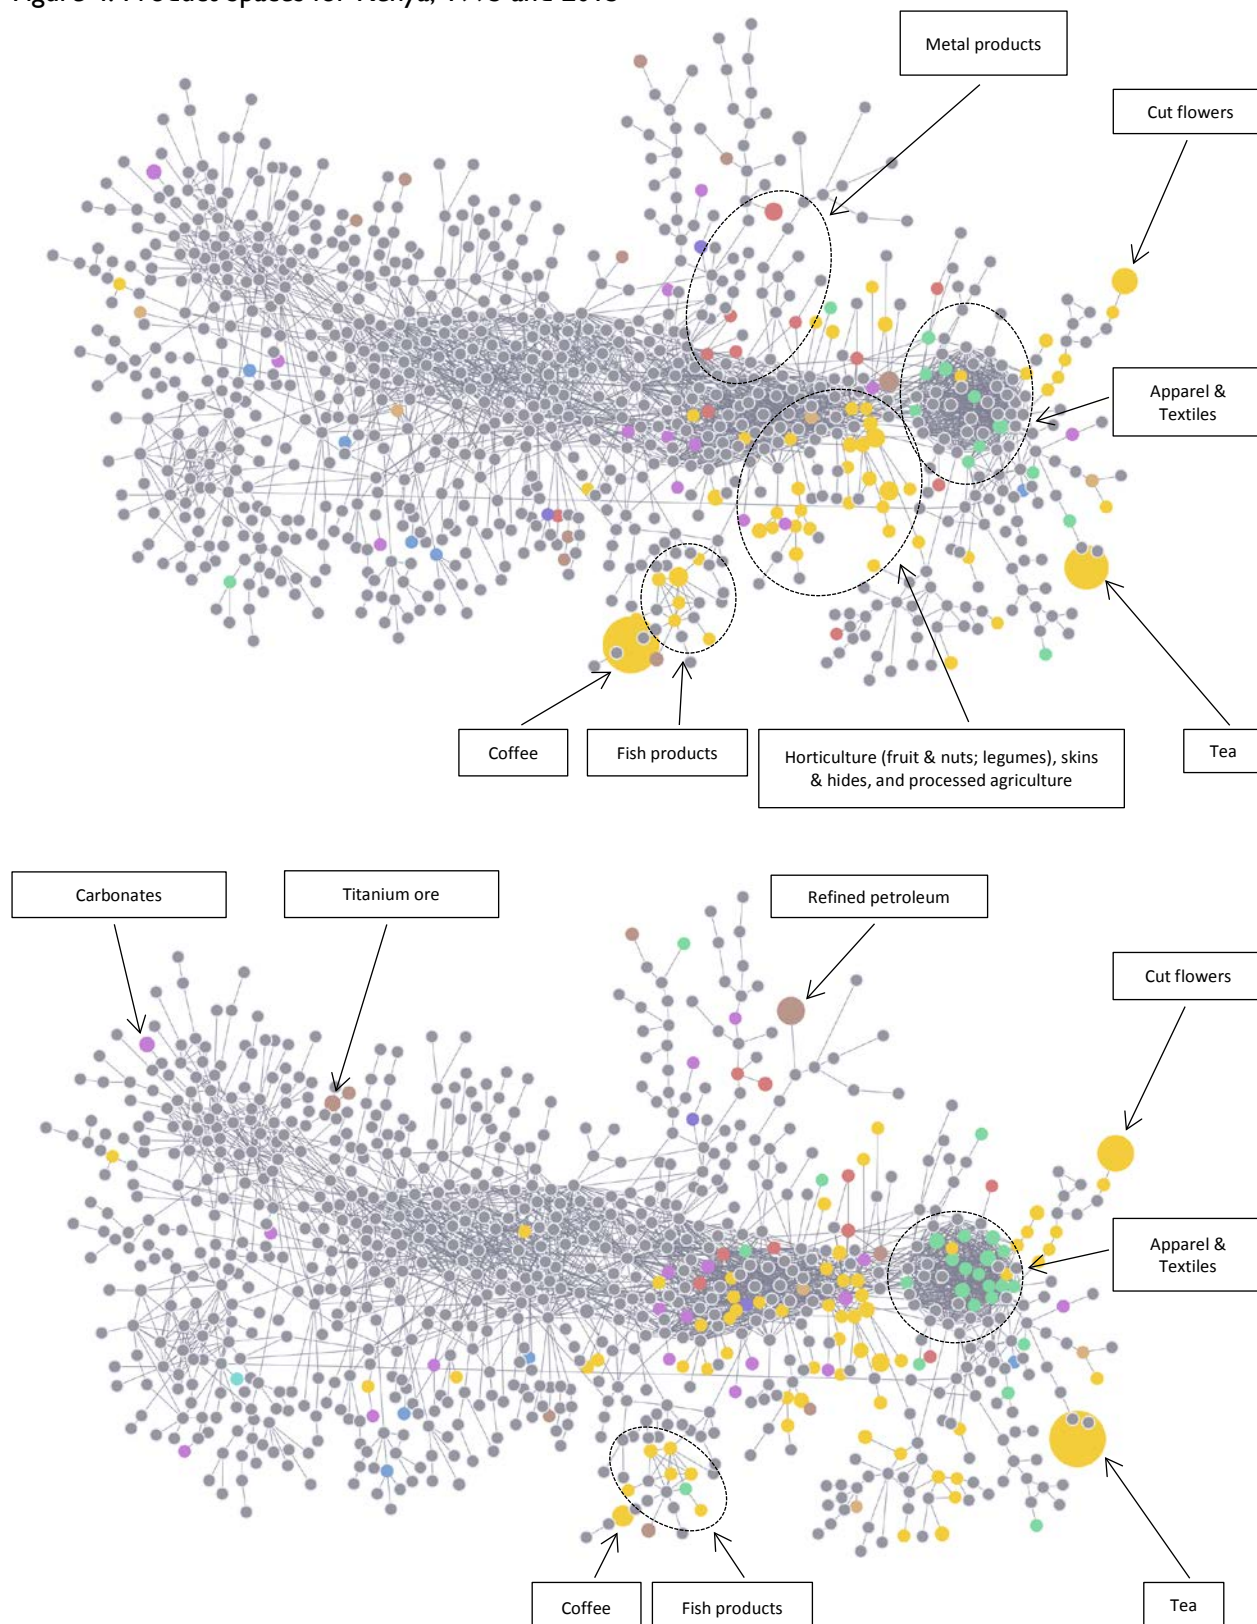 Metal products
Cut flowers
Apparel &
Textiles
Coffee
Fish products
Horticulture (fruit & nuts; legumes), skins
& hides, and processed agriculture
Tea
Carbonates
Titanium ore
Refined petroleum
Cut flowers
Apparel &
Textiles
Coffee
Fish products
Tea